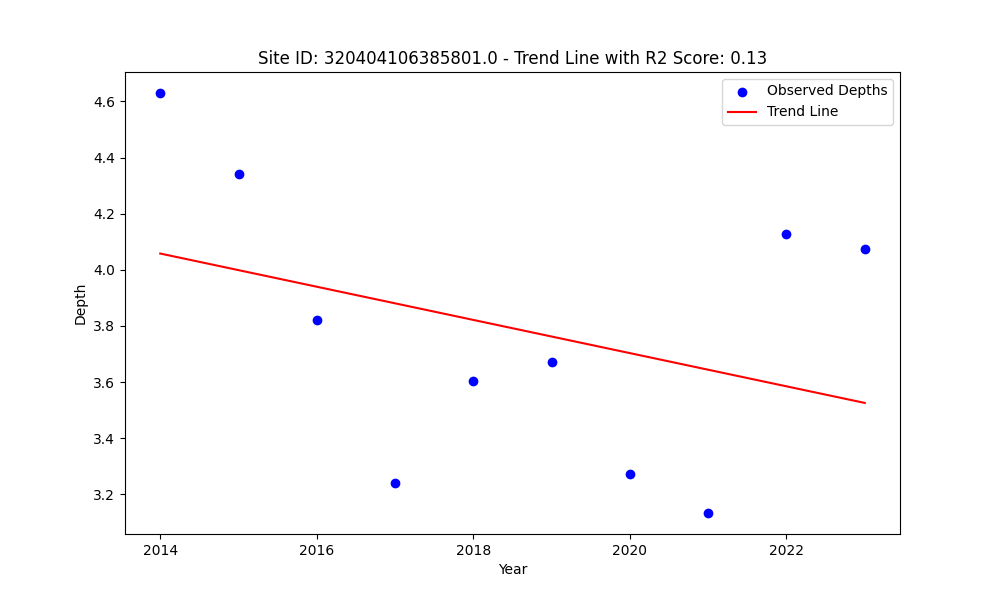 Site ID: 320404106385801.0 - Trend Line with R2 Score: 0.13
Observed Depths
Trend Line
4.6
4.4
4.2
4.0
3.8
3.6
3.4
3.2
Depth
2014
2016
2018
2020
2022
Year